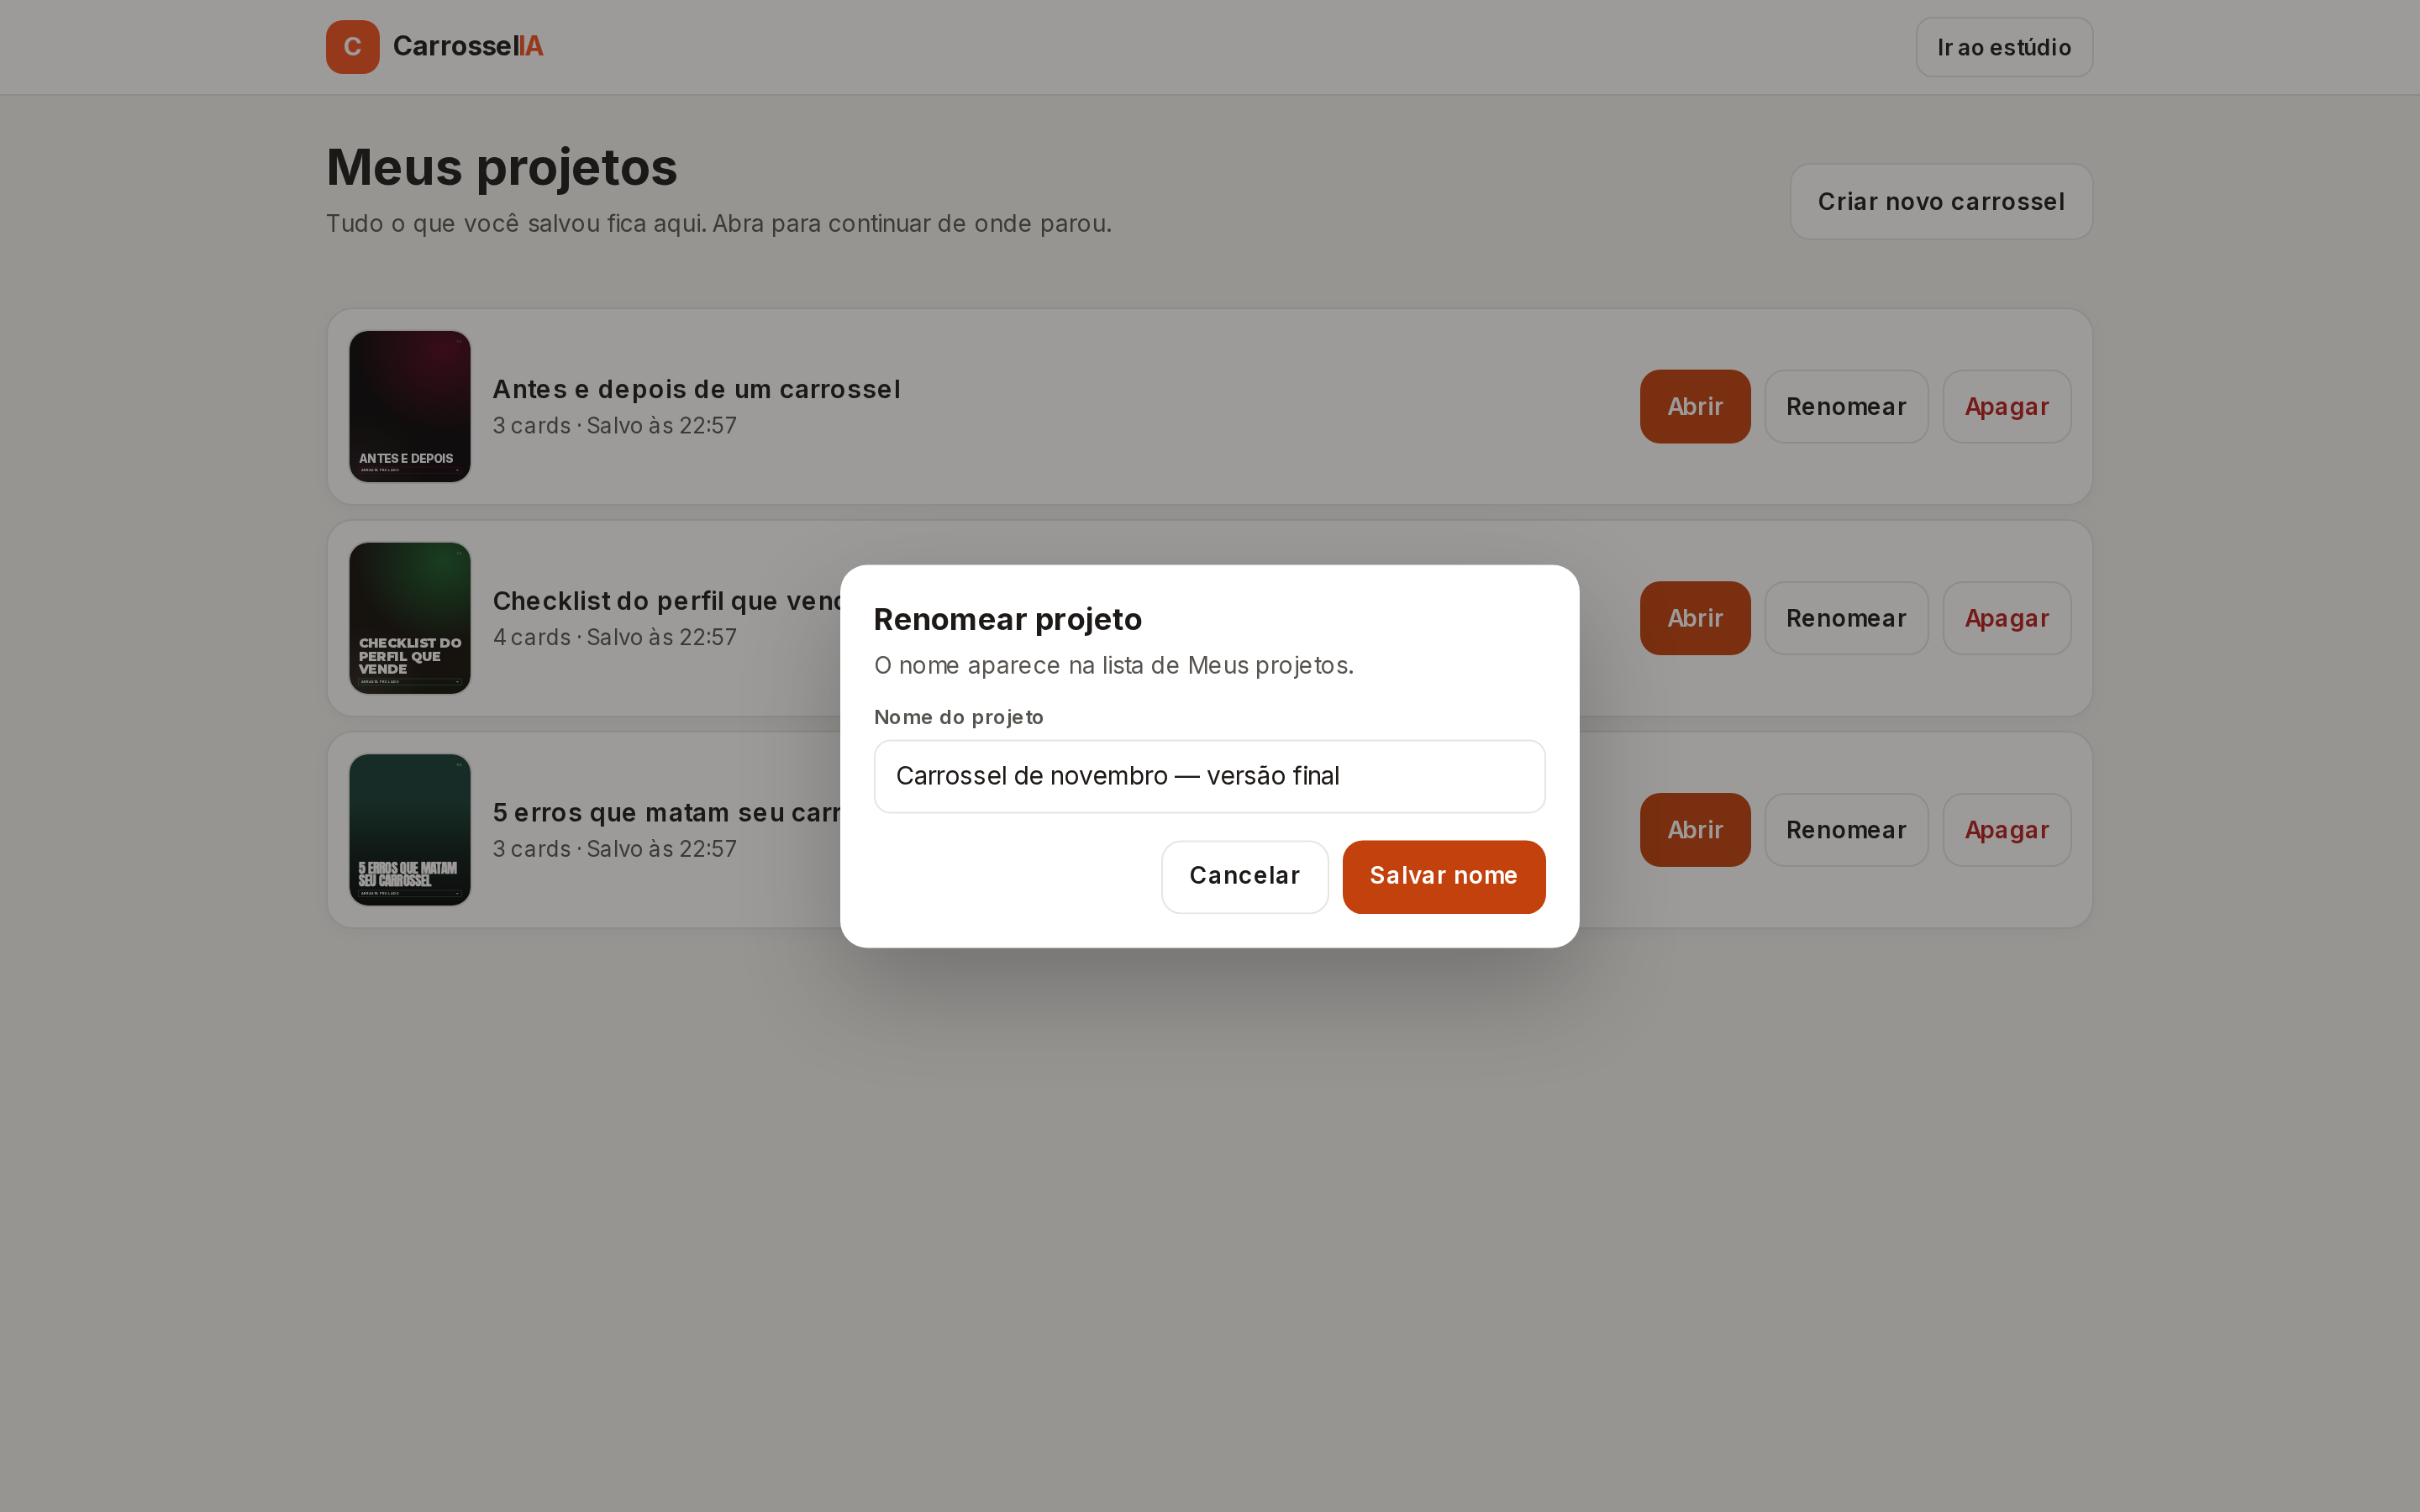 C
CarrosselIA
Ir ao estúdio
Meus projetos
Tudo o que você salvou fica aqui. Abra para continuar de onde parou.
Criar novo carrossel
ANTES E DEPOIS
Antes e depois de um carrossel
3 cards · Salvo às 22:57
Abrir
Renomear
Apagar
CHECKLIST DO
PERFIL QUE
VENDE
Checklist do perfil que
4 cards · Salvo às 22:57
Abrir
Renomear
Apagar
5 ERROS QUE MATAM
SEU CARROSSEL
5 erros que matam seu
3 cards · Salvo às 22:57
Abrir
Renomear
Apagar
Renomear projeto
O nome aparece na lista de Meus projetos.
Nome do projeto
Carrossel de novembro — versão final
Cancelar
Salvar nome